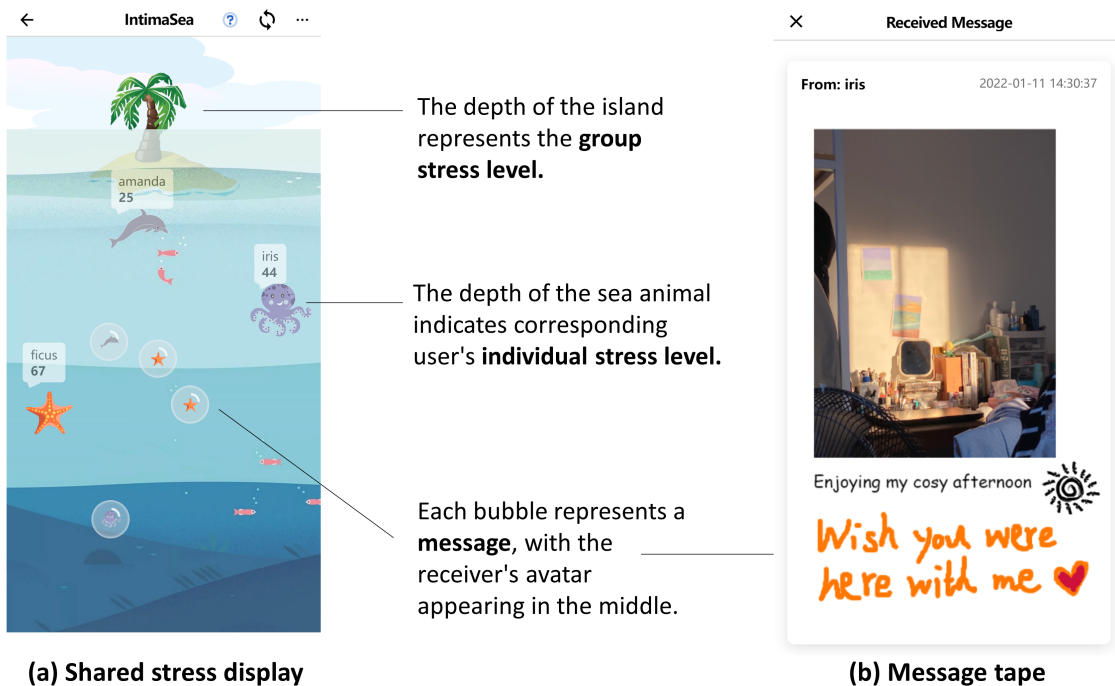 IntimaSea
?
amanda
25
iris
44
ficus
67
The depth of the island
represents the group
stress level.
The depth of the sea animal
indicates corresponding
user's individual stress level.
Each bubble represents a
message, with the
receiver's avatar
appearing in the middle.
Received Message
From: iris
2022-01-11 14:30:37
Enjoying my cosy afternoon
Wish you were
here with me
(a) Shared stress display
(b) Message tape